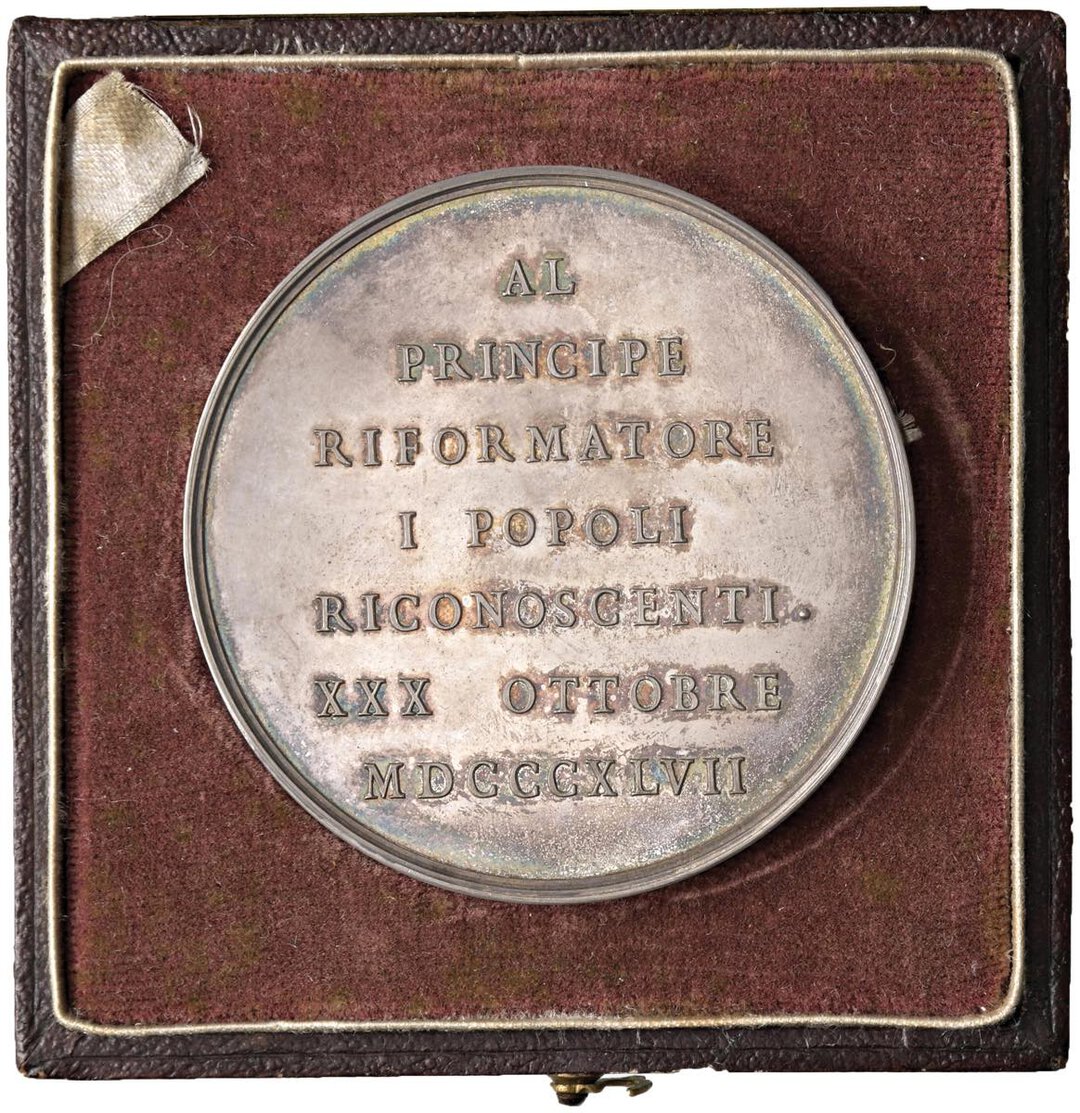 AL
PRINCIPE
RIFORMATORE
I POPOLI
RICONOSCENTI.
XXX OTTOBRE
MDCCCXLVII